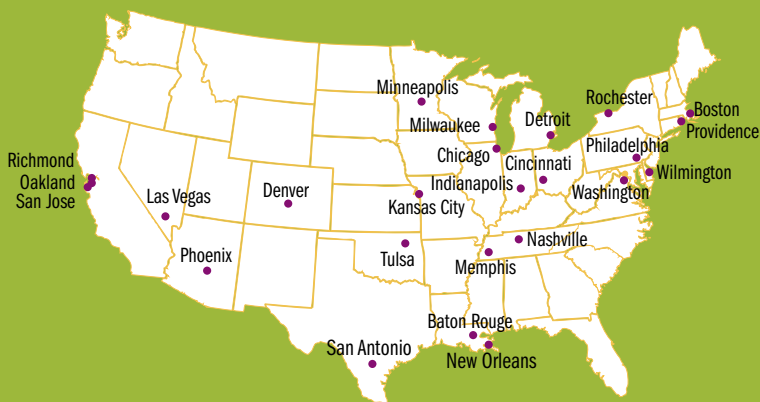 Minneapolis
Rochester
Boston
Milwaukee
Detroit
Providence
Philadelphia
Richmond
Chicago
Cincinnati
Oakland
Indianapolis
Wilmington
San Jose
Las Vegas
Denver
Kansas City
Washington
Phoenix
Tulsa
Nashville
Memphis
Baton Rouge
San Antonio
New Orleans